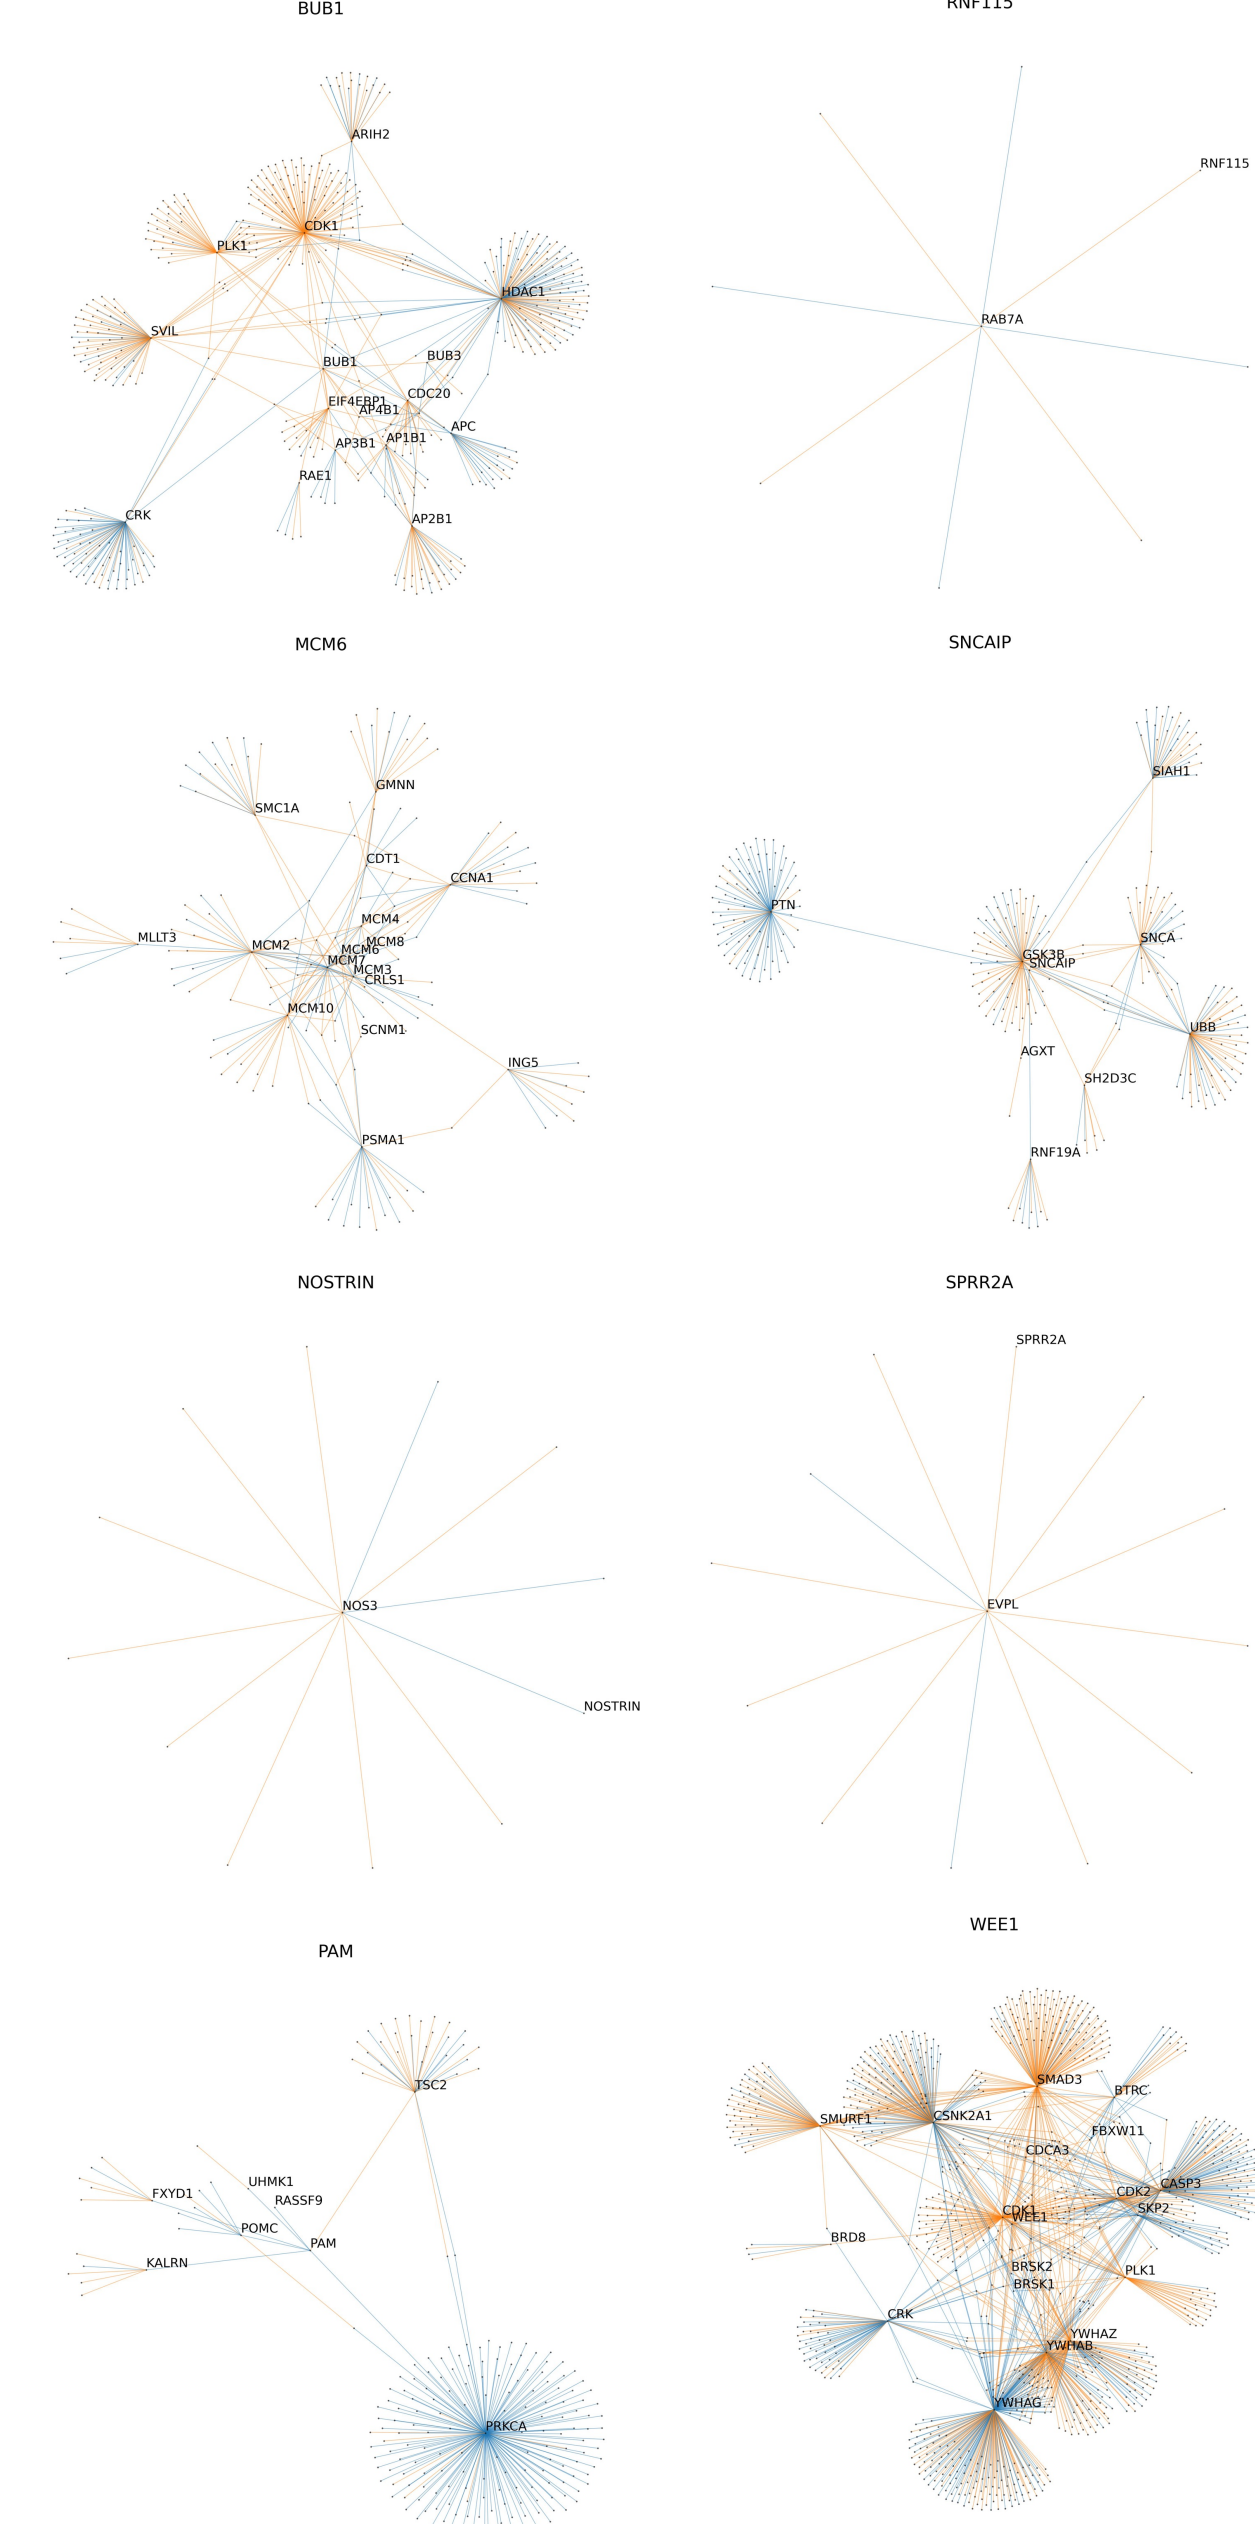 BUB1
RNF115
ARIH2
CDK1
PLK1
HDAC1
SVIL
BUB1
BUB3
CDC20
EIF4EBP1
AP4B1
APC
AP3B1
AP1B1
RAE1
CRK
AP2B1
RNF115
RAB7A
MCM6
SNCAIP
GMNN
SMC1A
CDT1
CCNA1
MCM4
MLLT3
MCM2
MCM8
MCM6
MCM7
MCM3
CRLS1
MCM10
SCNM1
ING5
PSMA1
SIAH1
PTN
SNCA
GSK3B
SNCAIP
UBB
AGXT
SH2D3C
RNF19A
NOSTRIN
SPRR2A
NOS3
NOSTRIN
SPRR2A
EVPL
PAM
WEE1
TSC2
UHMK1
FXYD1
RASSF9
POMC
PAM
KALRN
PRKCA
SMAD3
BTRC
CSNK2A1
SMURF1
FBXW11
CDCA3
CASP3
CDK2
SKP2
CDK1
WEE1
BRD8
BRSK2
PLK1
BRSK1
CRK
YWHAZ
YWHAB
YWHAG